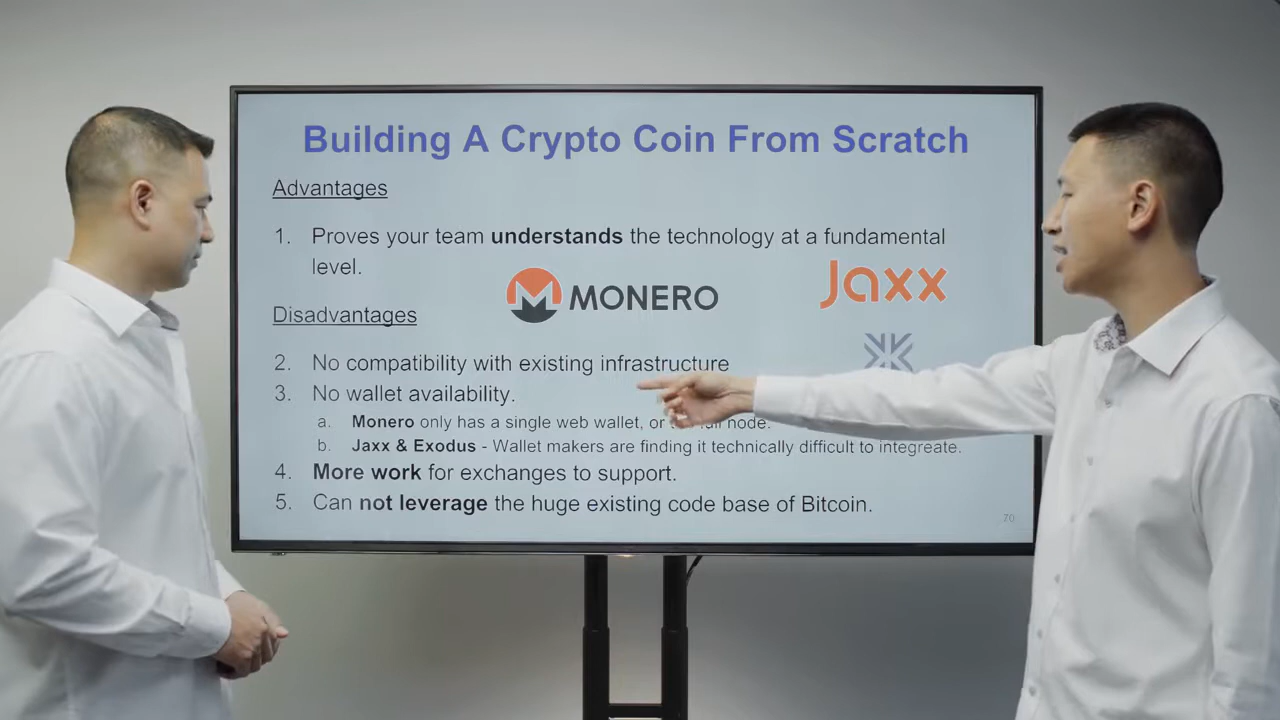 Building A Crypto Coin From Scratch
Advantages
1. Proves your team understands the technology at a fundamental
level.
MONERO
Jaxx
Disadvantages
2. No compatibility with existing infrastructure
3. No wallet availability.
a. Monero only has a single web wallet, or node.
b. Jaxx & Exodus - Wallet makers are finding it technically difficult to integreate.
4. More work for exchanges to support.
5. Can not leverage the huge existing code base of Bitcoin.
70